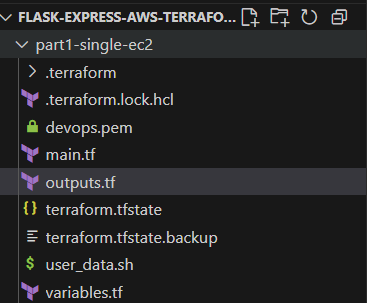 FLASK-EXPRESS-AWS-TERRAFO...
part1-single-ec2
.terraform
.terraform.lock.hcl
devops.pem
main.tf
outputs.tf
{} terraform.tfstate
terraform.tfstate.backup
$ user_data.sh
variables.tf